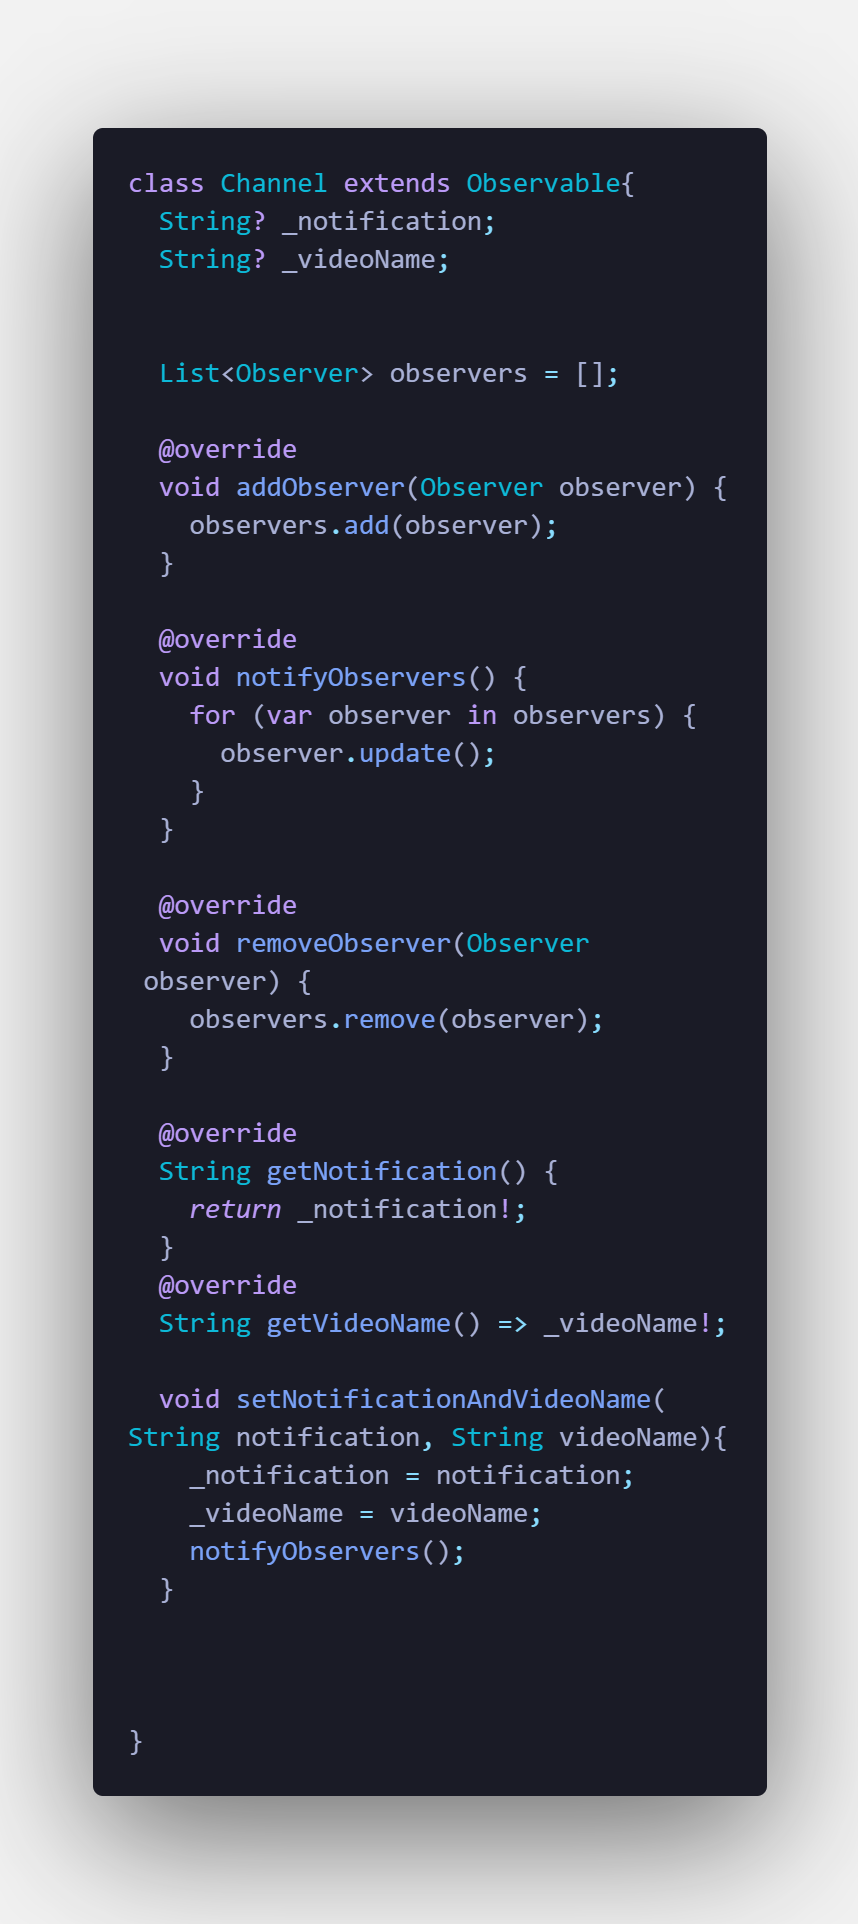 class Channel extends Observable{
  String? _notification;
  String? _videoName;


  List<Observer> observers = [];

  @override
  void addObserver(Observer observer) {
    observers.add(observer);
  }

  @override
  void notifyObservers() {
    for (var observer in observers) {
      observer.update();
    }
  }

  @override
  void removeObserver(Observer
 observer) {
    observers.remove(observer);
  }

  @override
  String getNotification() {
    return _notification!;
  }
  @override
  String getVideoName() => _videoName!;

  void setNotificationAndVideoName(
String notification, String videoName){
    _notification = notification;
    _videoName = videoName;
    notifyObservers();
  }



}